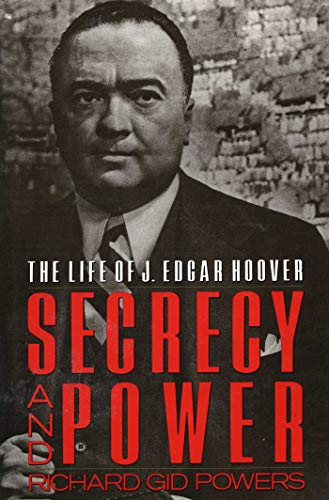 THE LIFE OF J. EDGAR HOOVER
SECRECY
AND
POWER
RICHARD GID POWERS